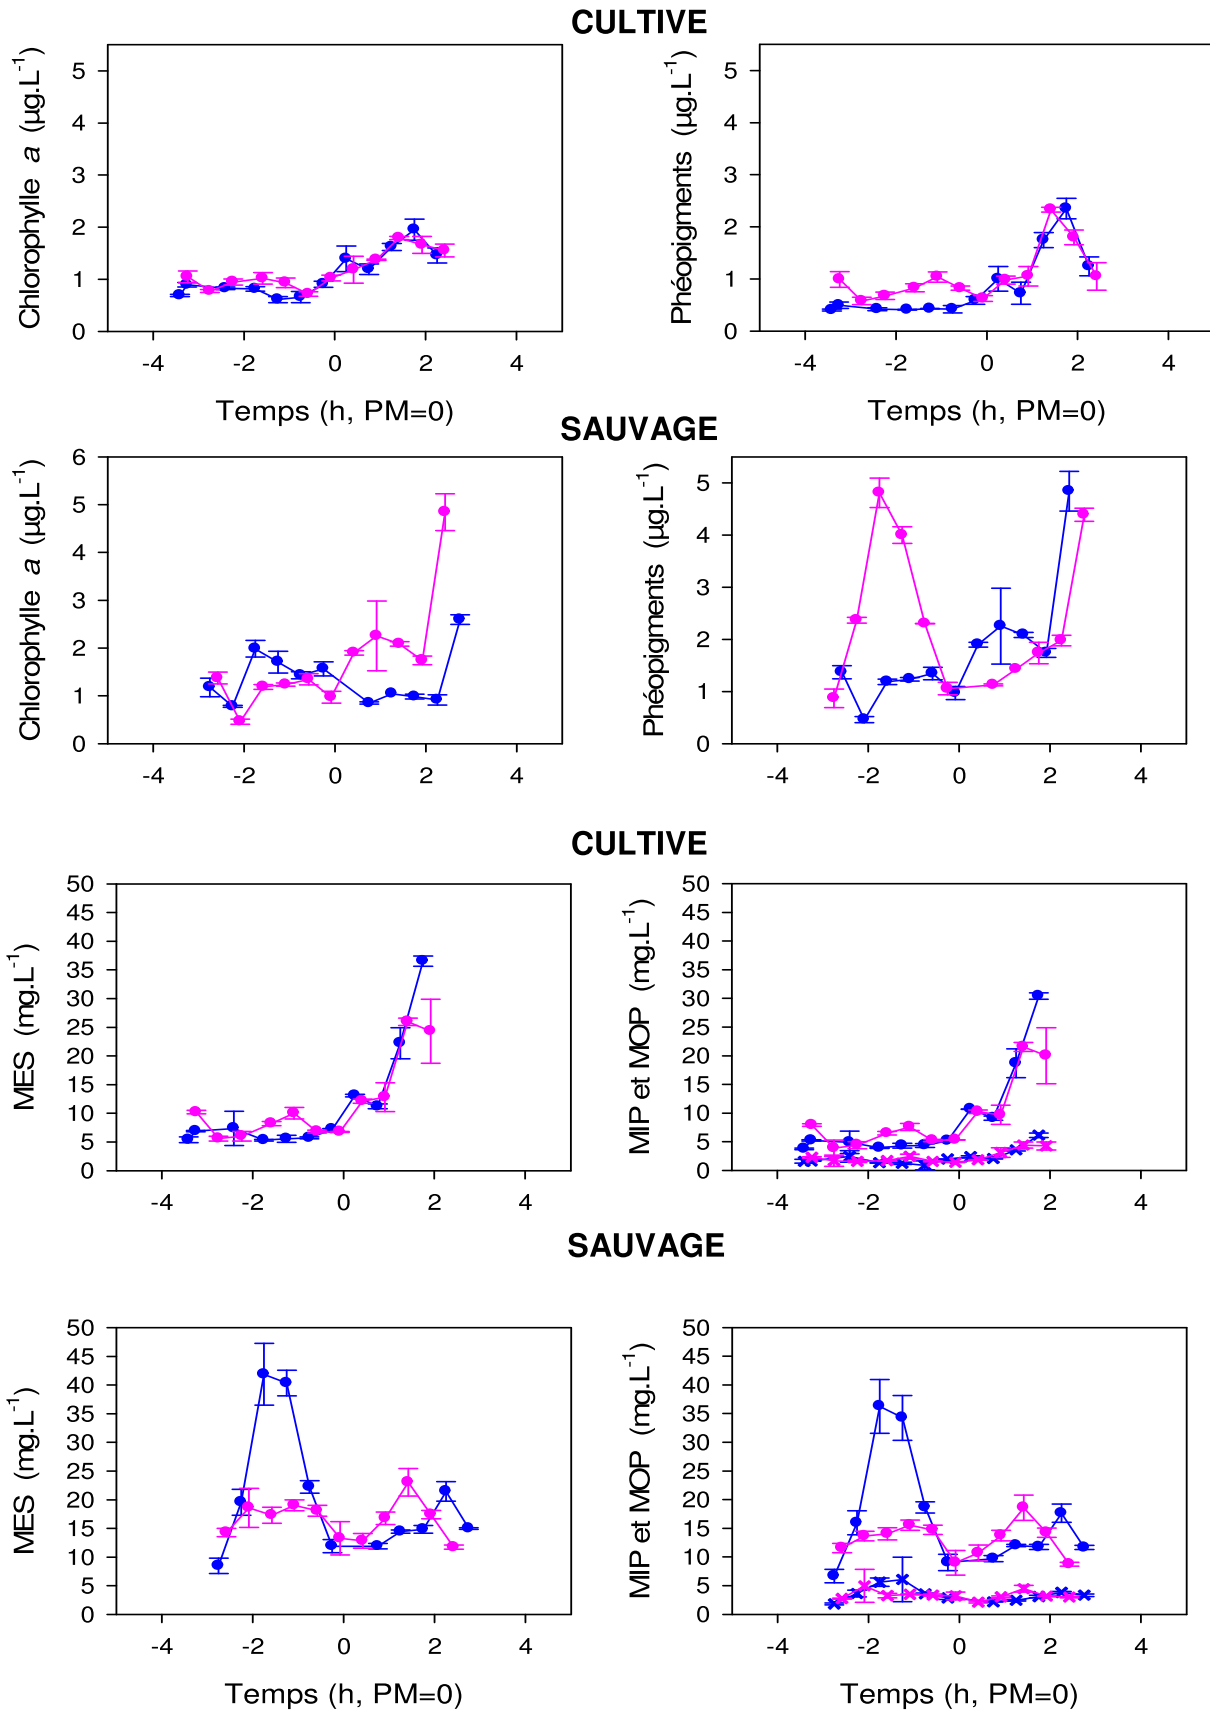 CULTIVE
Chlorophylle a (µg.L-1)
5
4
3
2
1
0
-4 -2 0 2 4
Temps (h, PM=0)
Phéopigments (µg.L-1)
5
4
3
2
1
0
-4 -2 0 2 4
Temps (h, PM=0)
SAUVAGE
Chlorophylle a (µg.L-1)
6
5
4
3
2
1
0
-4 -2 0 2 4
Phéopigments (µg.L-1)
5
4
3
2
1
0
-4 -2 0 2 4
CULTIVE
MES (mg.L-1)
50
45
40
35
30
25
20
15
10
5
0
-4 -2 0 2 4
MIP et MOP (mg.L-1)
50
45
40
35
30
25
20
15
10
5
0
-4 -2 0 2 4
SAUVAGE
MES (mg.L-1)
50
45
40
35
30
25
20
15
10
5
0
-4 -2 0 2 4
Temps (h, PM=0)
MIP et MOP (mg.L-1)
50
45
40
35
30
25
20
15
10
5
0
-4 -2 0 2 4
Temps (h, PM=0)